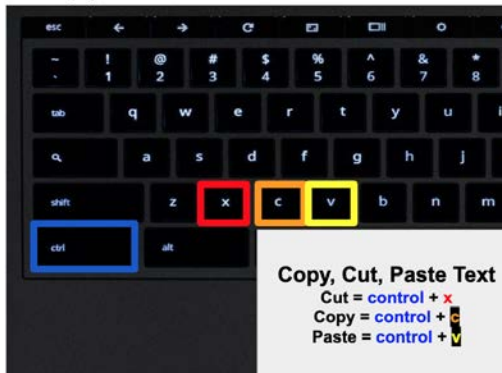 esc
~ ! @ # $ % ^ & *
` 1 2 3 4 5 6 7 8
tab q w e r t y u i
a s d f g h j
shift z x c v b n m
ctrl alt
Copy, Cut, Paste Text
Cut = control + x
Copy = control + c
Paste = control + v